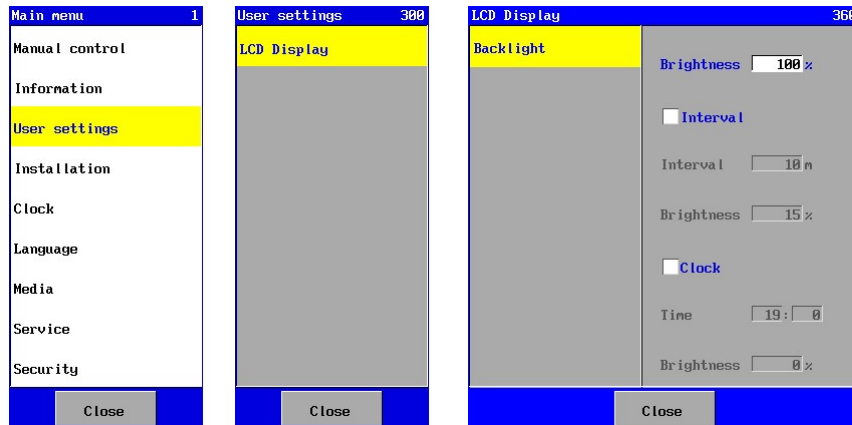 Main menu 1
Manual control
Information
User settings
Installation
Clock
Language
Media
Service
Security
Close
User settings 300
LCD Display
Close
LCD Display 360
Backlight
Brightness 100 %
Interval
Interval 10 m
Brightness 15 %
Clock
Time 19 : 0
Brightness 0 %
Close